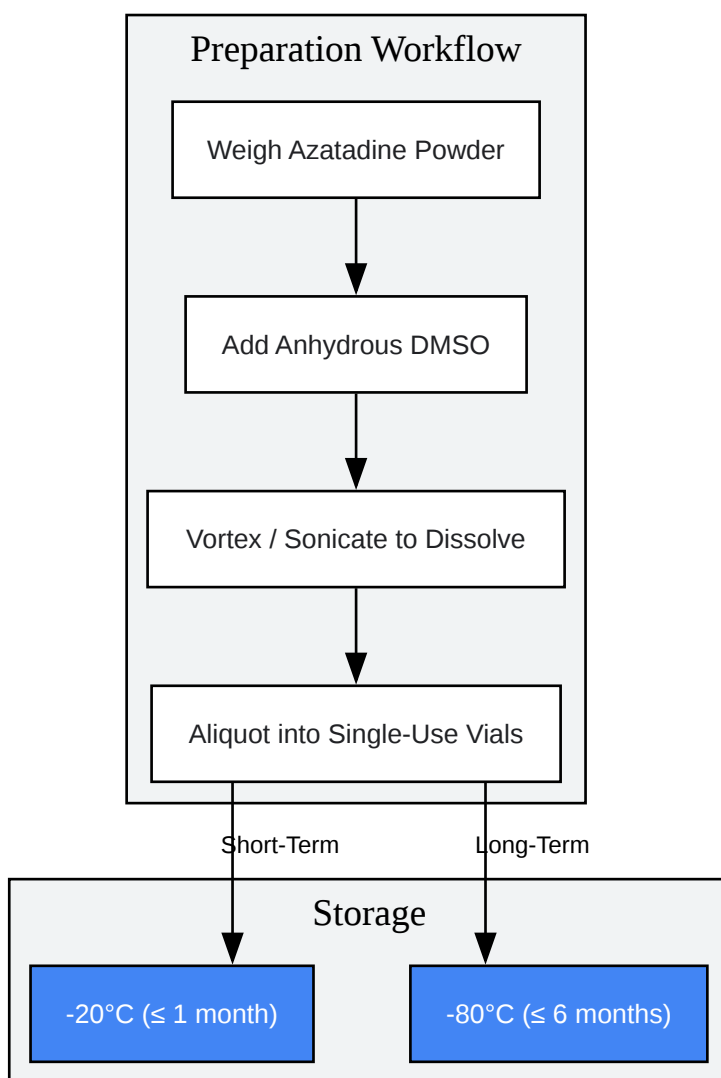 Preparation Workflow
Weigh Azatadine Powder
Add Anhydrous DMSO
Vortex / Sonicate to Dissolve
Aliquot into Single-Use Vials
Short-Term
Long-Term
Storage
-20°C (≤ 1 month)
-80°C (≤ 6 months)